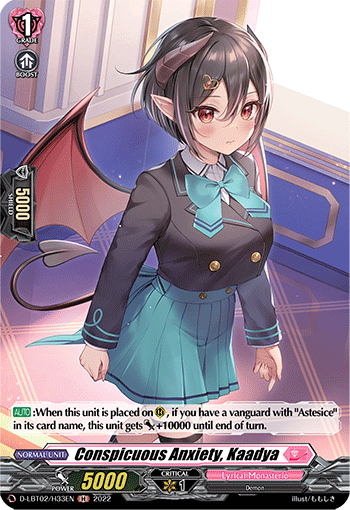 1
GRADE
BOOST
5000
SHIELD
AUTO :When this unit is placed on R, if you have a vanguard with "Astesice"
in its card name, this unit gets +10000 until end of turn.
NORMAL UNIT Conspicuous Anxiety, Kaadya
POWER 5000 CRITICAL 1 Lyrical Monasterio
Demon
D-LBT02/H33EN H 2022 illust/ももしき